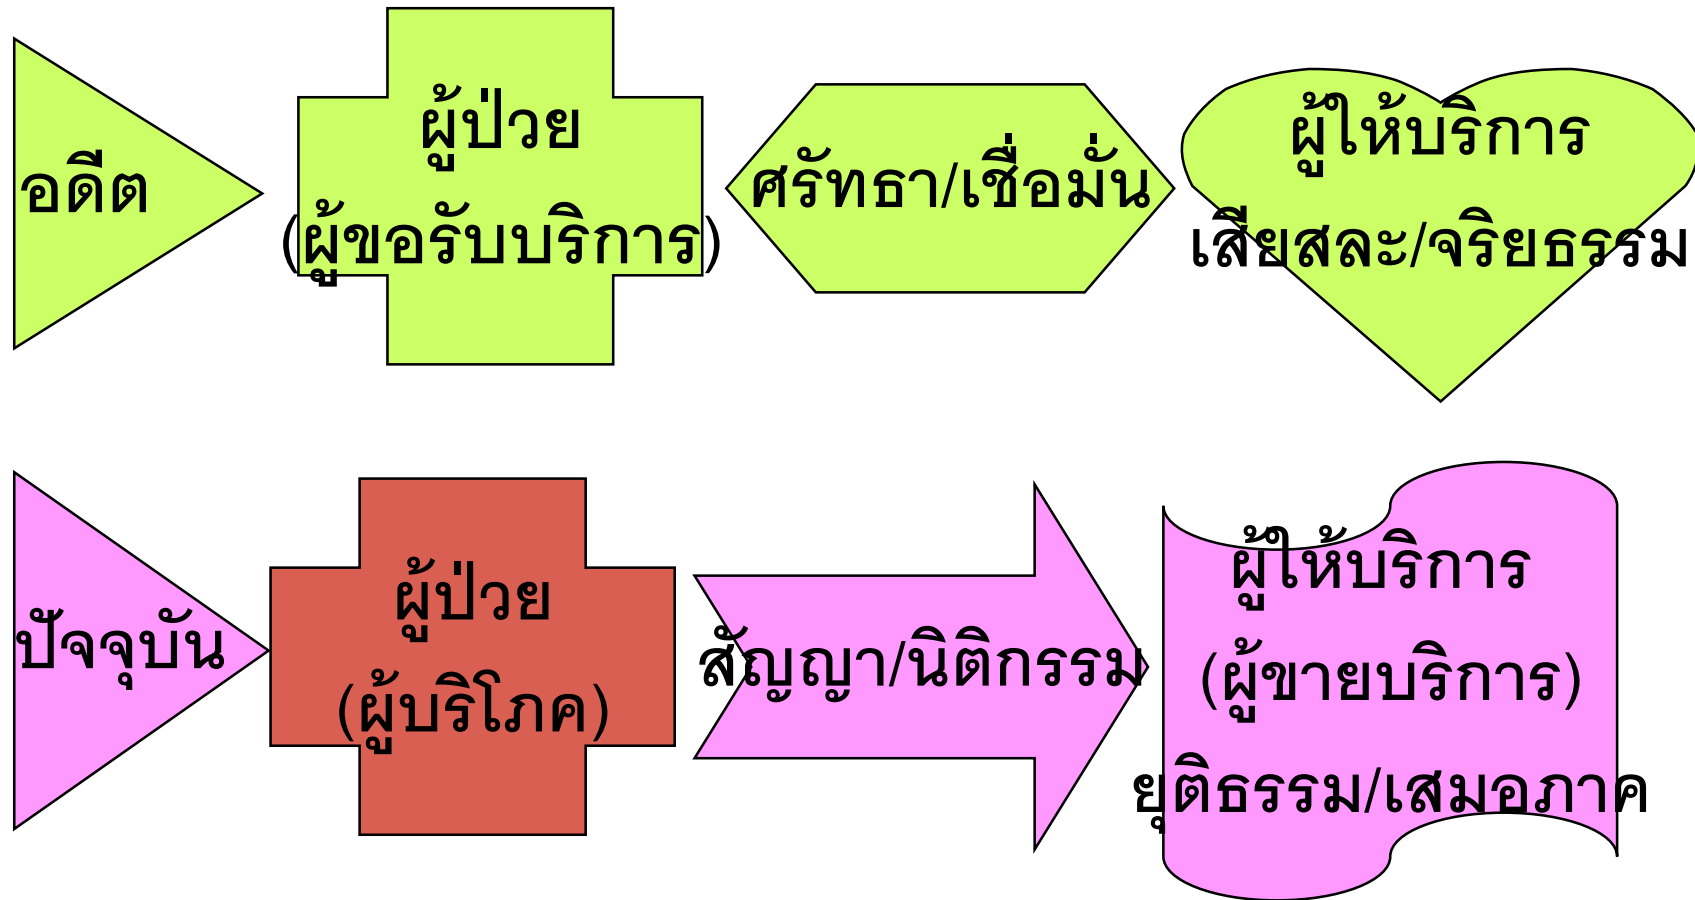 อดีต
ผู้ป่วย
(ผู้ขอรับบริการ)
ศรัทธา/เชื่อมั่น
ผู้ให้บริการ
เสียสละ/จริยธรรม
ปัจจุบัน
ผู้ป่วย
(ผู้บริโภค)
สัญญา/นิติกรรม
ผู้ให้บริการ
(ผู้ขายบริการ)
ยุติธรรม/เสมอภาค